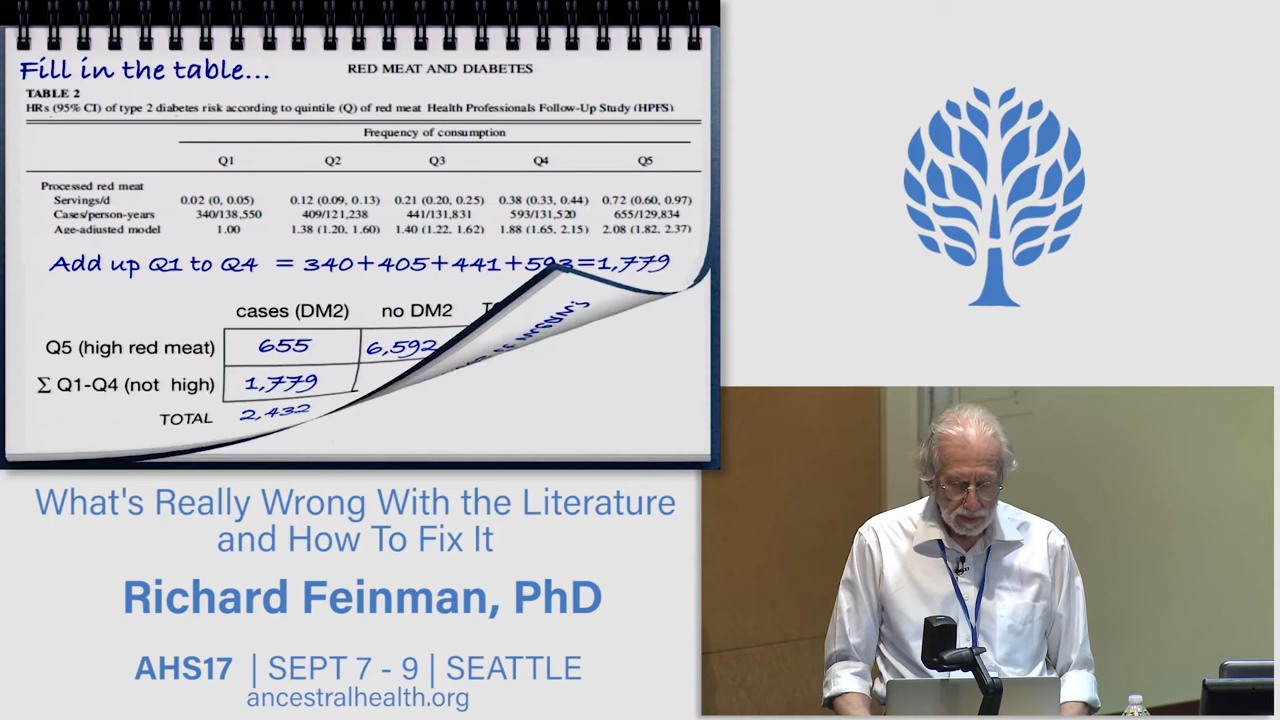 Fill in the table...
RED MEAT AND DIABETES
TABLE 2
HRs (95% CI) of type 2 diabetes risk according to quintile (Q) of red meat Health Professionals Follow-Up Study (HPFS)
Frequency of consumption
Q1 Q2 Q3 Q4 Q5
Processed red meat
Servings/d 0.02 (0, 0.05) 0.12 (0.09, 0.13) 0.21 (0.20, 0.25) 0.38 (0.33, 0.44) 0.72 (0.60, 0.97)
Cases/person-years 340/138,550 409/121,238 441/131,831 593/131,520 655/129,834
Age-adjusted model 1.00 1.38 (1.20, 1.60) 1.40 (1.22, 1.62) 1.88 (1.65, 2.15) 2.08 (1.82, 2.37)
Add up Q1 to Q4 = 340+405+441+593=1,779
cases (DM2) no DM2
Q5 (high red meat) 655 6,592
Σ Q1-Q4 (not high) 1,779
TOTAL 2,432
What's Really Wrong With the Literature
and How To Fix It
Richard Feinman, PhD
AHS17 | SEPT 7 - 9 | SEATTLE
ancestralhealth.org